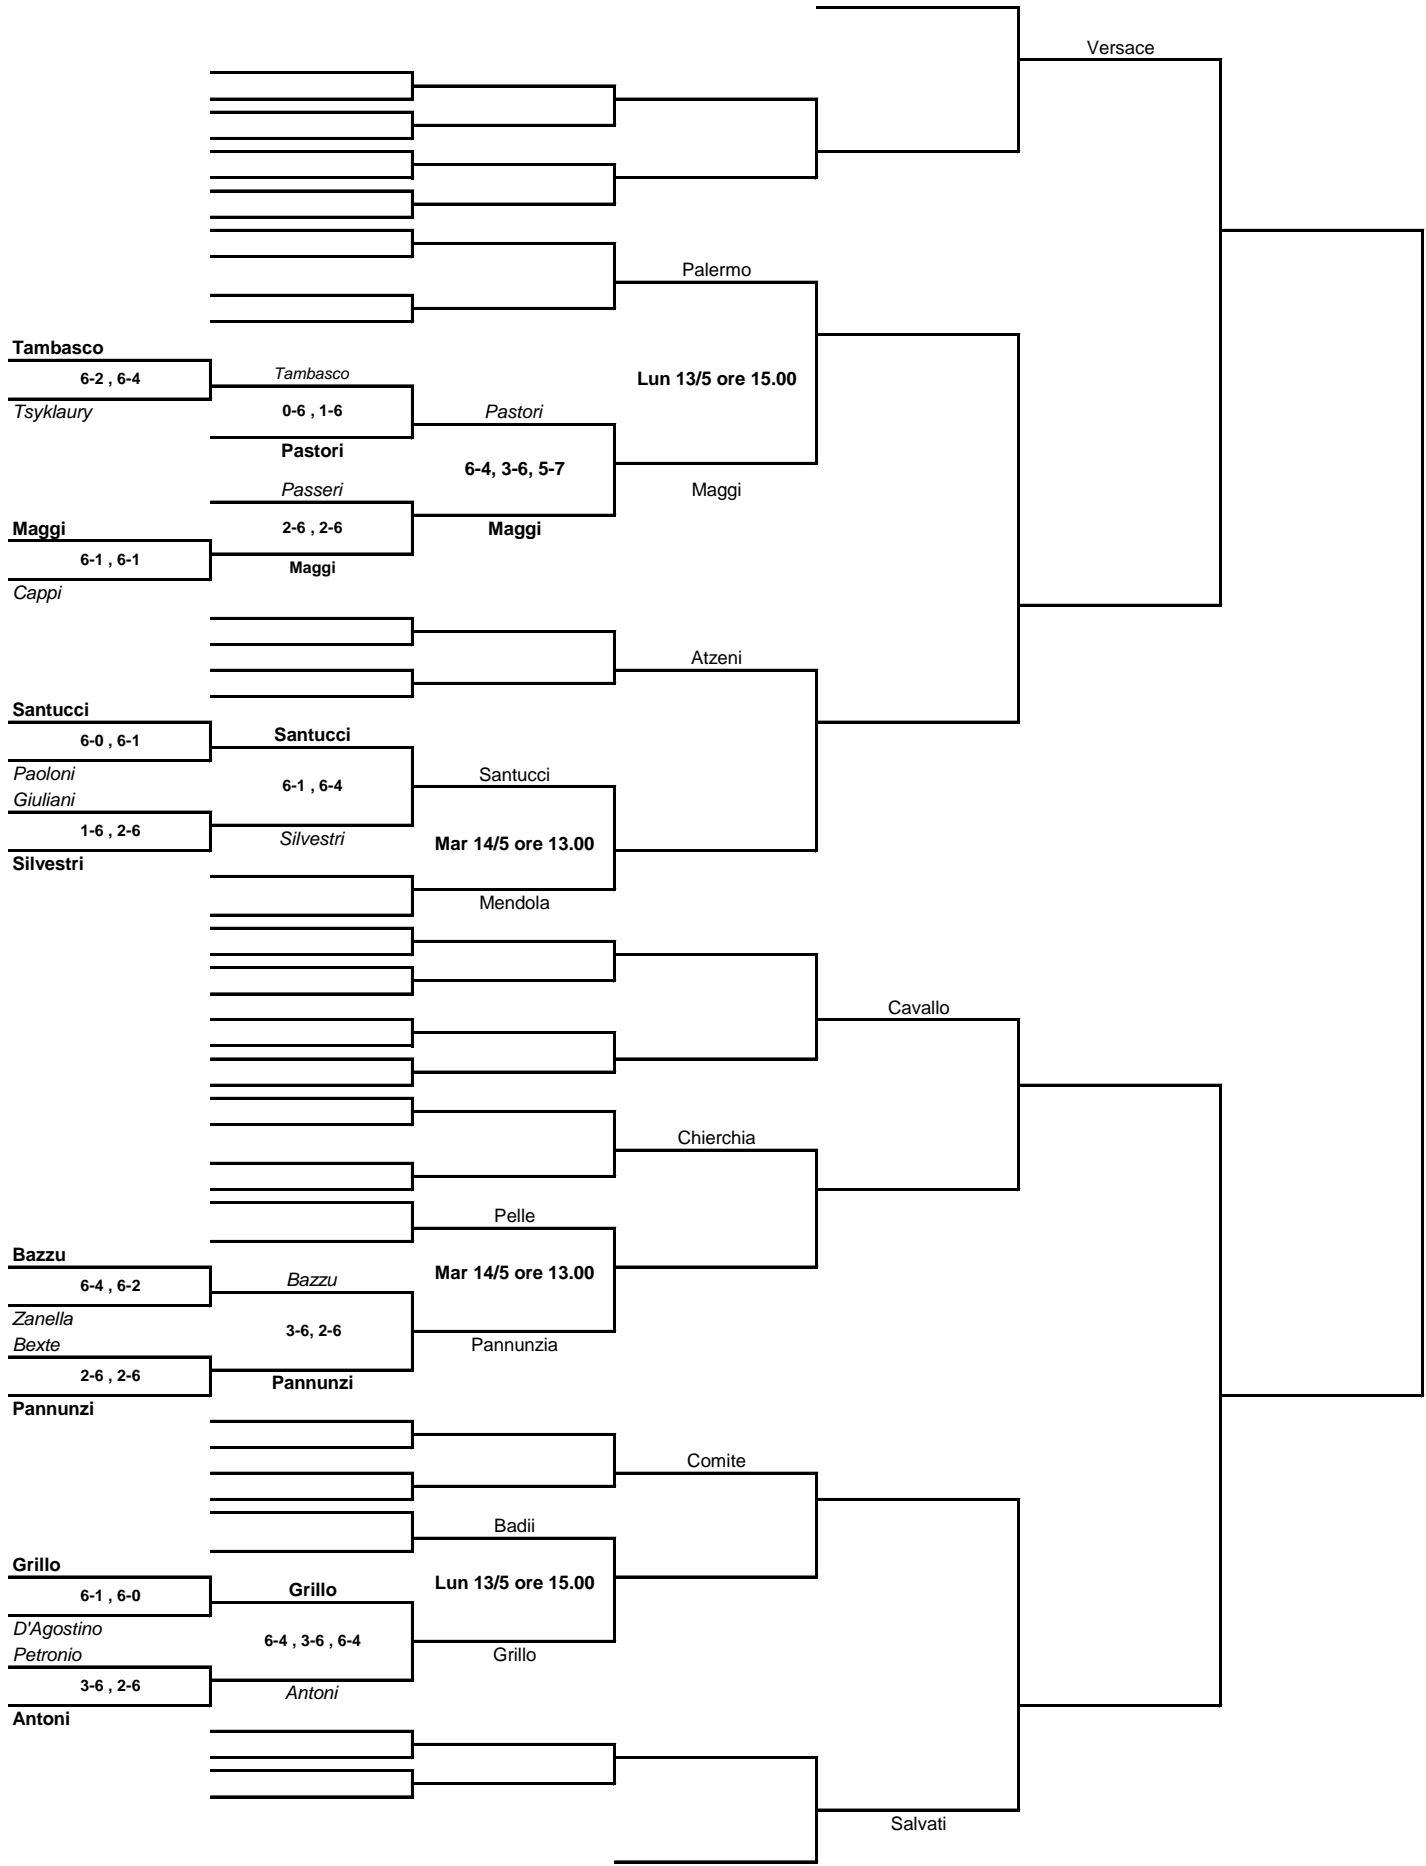 Versace
Palermo
Tambasco
6-2 , 6-4
Tambasco
Lun 13/5 ore 15.00
Tsyklaury
0-6 , 1-6
Pastori
Pastori
6-4, 3-6, 5-7
Passeri
Maggi
Maggi
2-6 , 2-6
Maggi
6-1 , 6-1
Maggi
Cappi
Atzeni
Santucci
6-0 , 6-1
Santucci
Paoloni
6-1 , 6-4
Santucci
Giuliani
1-6 , 2-6
Silvestri
Mar 14/5 ore 13.00
Silvestri
Mendola
Cavallo
Chierchia
Pelle
Bazzu
6-4 , 6-2
Bazzu
Mar 14/5 ore 13.00
Zanella
3-6, 2-6
Bexte
Pannunzia
2-6 , 2-6
Pannunzi
Pannunzi
Comite
Badii
Grillo
6-1 , 6-0
Grillo
Lun 13/5 ore 15.00
D'Agostino
6-4 , 3-6 , 6-4
Petronio
Grillo
3-6 , 2-6
Antoni
Antoni
Salvati